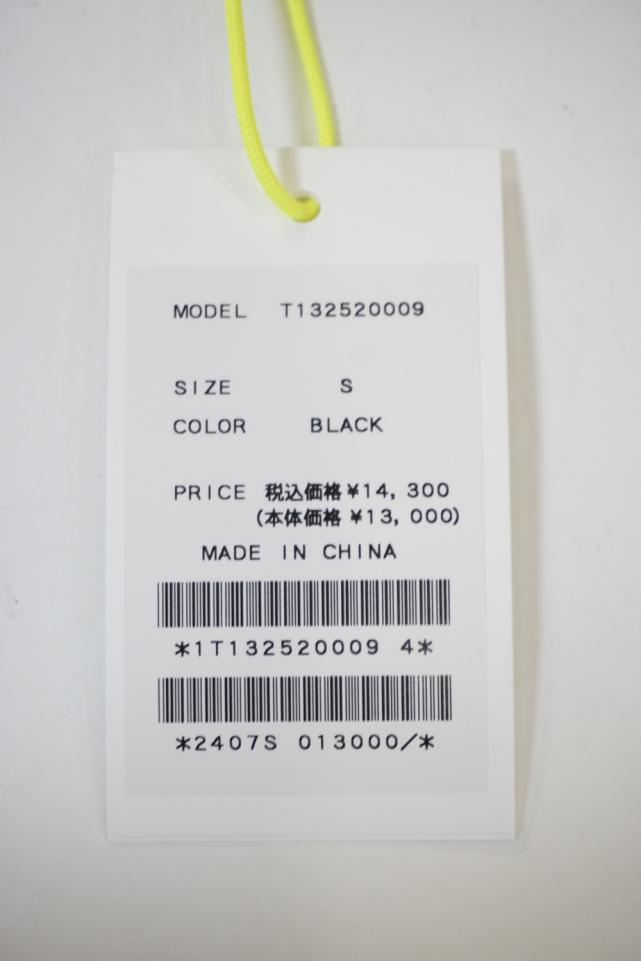 MODEL T132520009
SIZE S
COLOR BLACK
PRICE 税込価格 ¥14,300
(本体価格 ¥13,000)
MADE IN CHINA
*1T132520009 4*
*2407S 013000/*